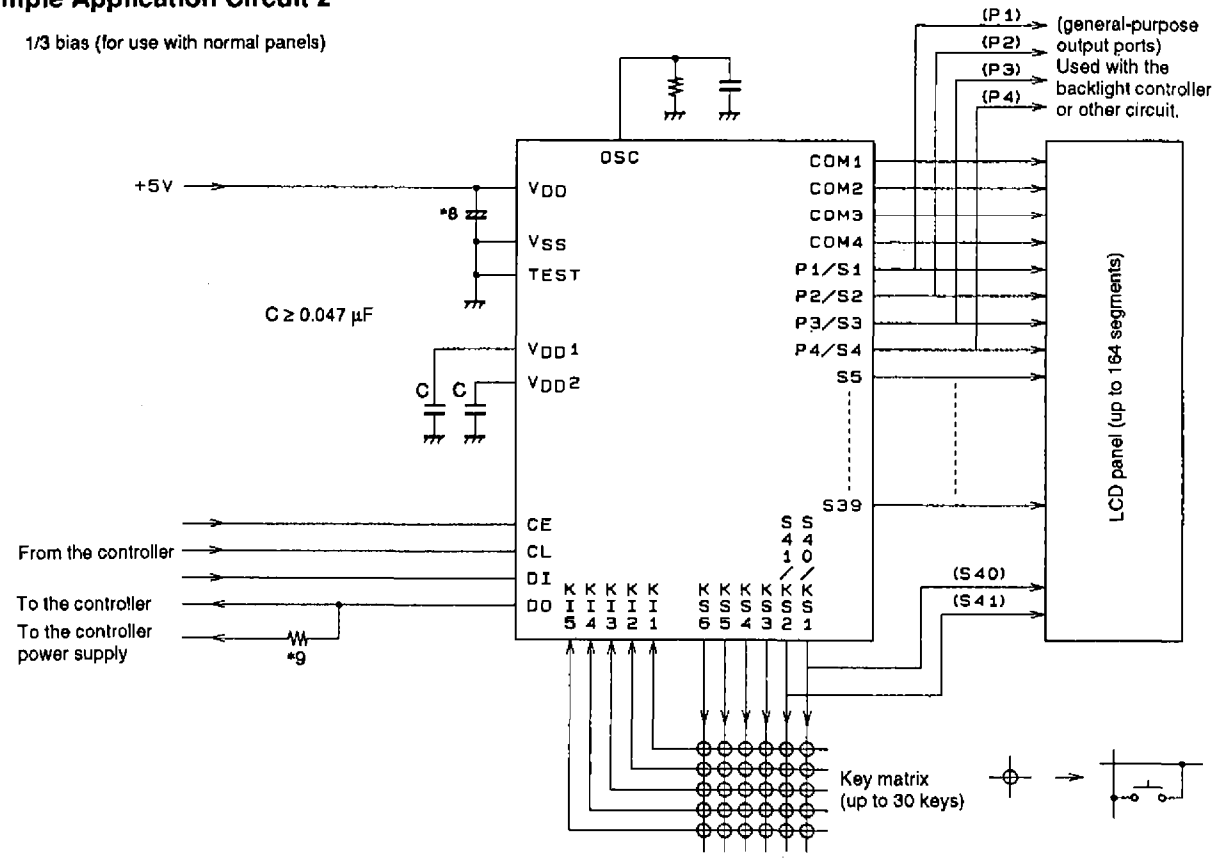 mple Application Circuit 2
1/3 bias (for use with normal panels)
(P1)
(P2)
(P3)
(P4)
(general-purpose
output ports)
Used with the
backlight controller
or other circuit.
OSC
+5V
VDD
*8
VSS
TEST
C ≥ 0.047 µF
VDD1
VDD2
C
C
COM1
COM2
COM3
COM4
P1/S1
P2/S2
P3/S3
P4/S4
S5
S39
LCD panel (up to 164 segments)
From the controller
CE
CL
DI
DO
To the controller
To the controller
power supply
*9
KI5
KI4
KI3
KI2
KI1
KS6
KS5
KS4
KS3
S41/KS2
S40/KS1
(S40)
(S41)
Key matrix
(up to 30 keys)